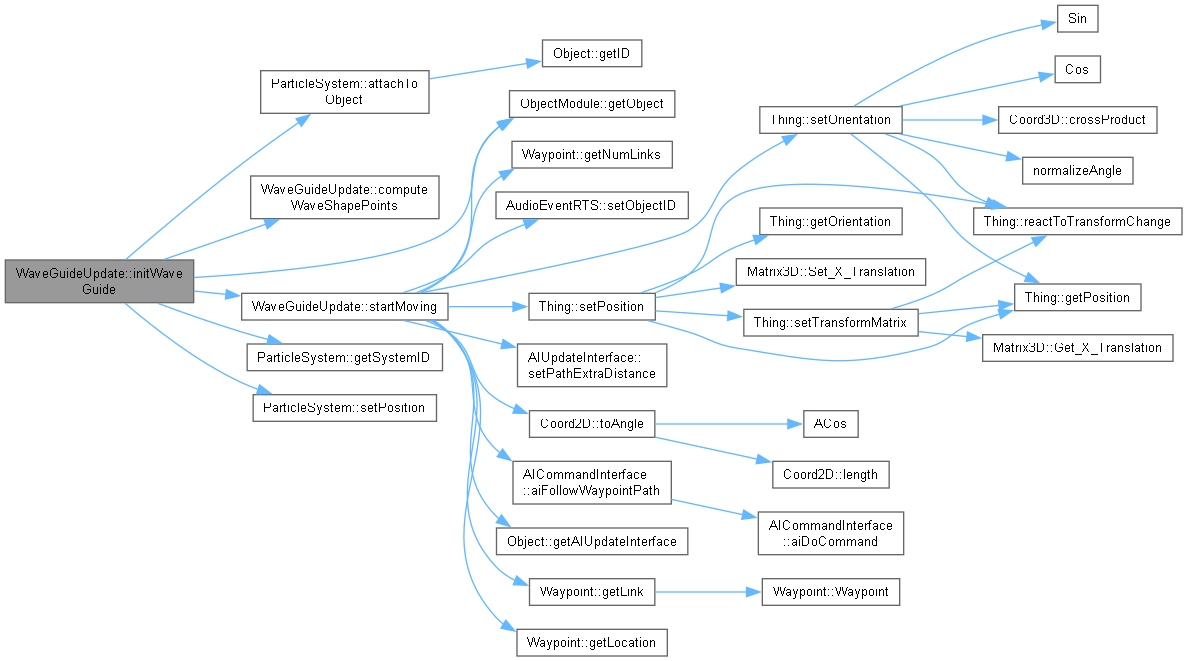 WaveGuideUpdate::initWave
Guide
ParticleSystem::attachTo
Object
Object::getID
WaveGuideUpdate::compute
WaveShapePoints
ObjectModule::getObject
WaveGuideUpdate::startMoving
Waypoint::getNumLinks
AudioEventRTS::setObjectID
Thing::setOrientation
Sin
Cos
Coord3D::crossProduct
normalizeAngle
Thing::reactToTransformChange
Thing::getPosition
Thing::setPosition
Thing::getOrientation
Matrix3D::Set_X_Translation
Thing::setTransformMatrix
Matrix3D::Get_X_Translation
AIUpdateInterface::
setPathExtraDistance
Coord2D::toAngle
ACos
Coord2D::length
AICommandInterface
::aiFollowWaypointPath
AICommandInterface
::aiDoCommand
Object::getAIUpdateInterface
Waypoint::getLink
Waypoint::Waypoint
Waypoint::getLocation
ParticleSystem::getSystemID
ParticleSystem::setPosition